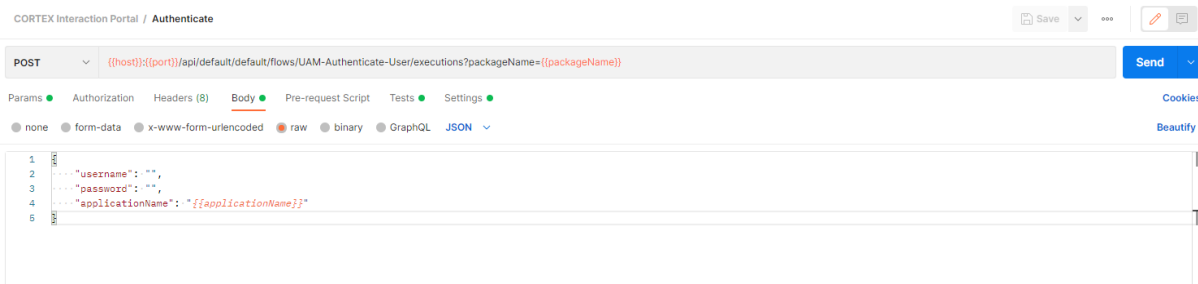 CORTEX Interaction Portal / Authenticate
Save
POST {{host}}:{{port}}/api/default/default/flows/UAM-Authenticate-User/executions?packageName={{packageName}} Send
Params Authorization Headers (8) Body Pre-request Script Tests Settings Cookies
none form-data x-www-form-urlencoded raw binary GraphQL JSON Beautify
1 {
2 "username": "",
3 "password": "",
4 "applicationName": "{{applicationName}}"
5 }